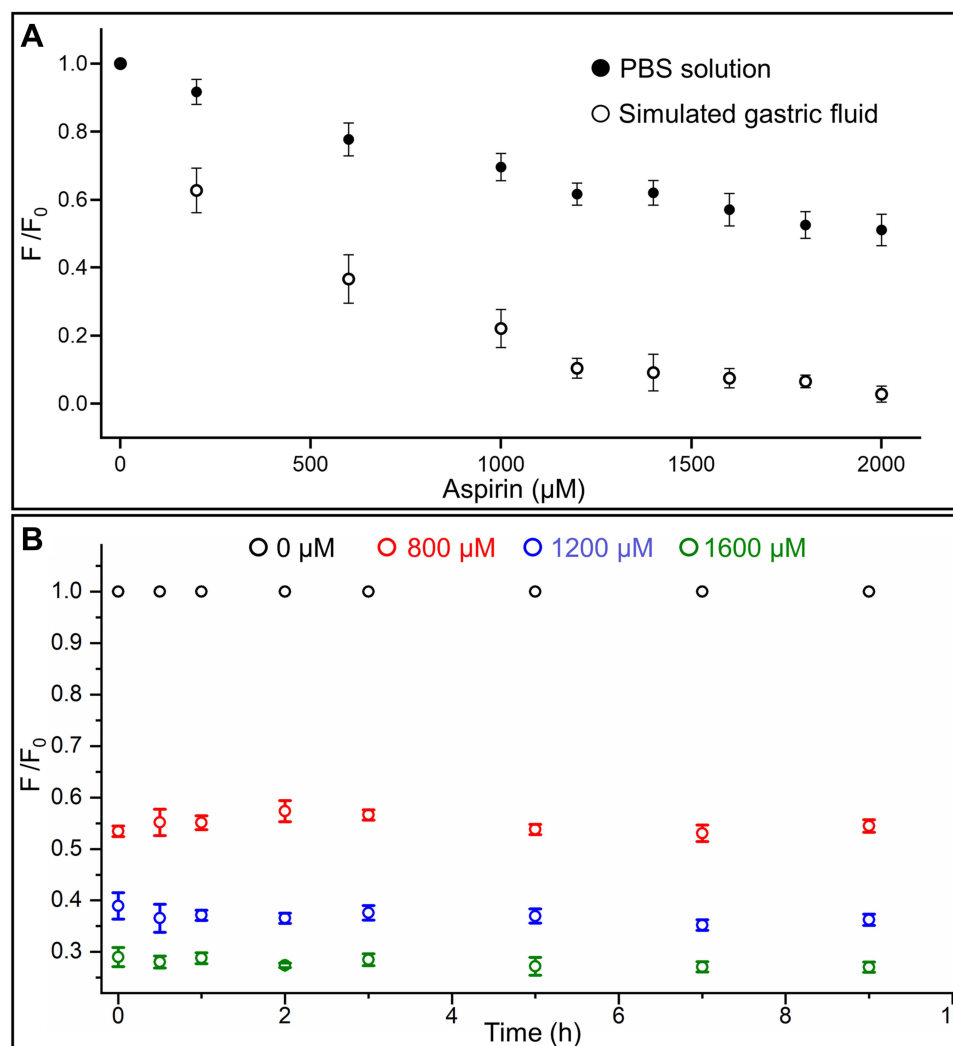 A
PBS solution
Simulated gastric fluid
F /F0
1.0
0.8
0.6
0.4
0.2
0.0
0 500 1000 1500 2000
Aspirin (µM)
B
0 µM 800 µM 1200 µM 1600 µM
F /F0
1.0
0.9
0.8
0.7
0.6
0.5
0.4
0.3
0 2 4 6 8
Time (h)